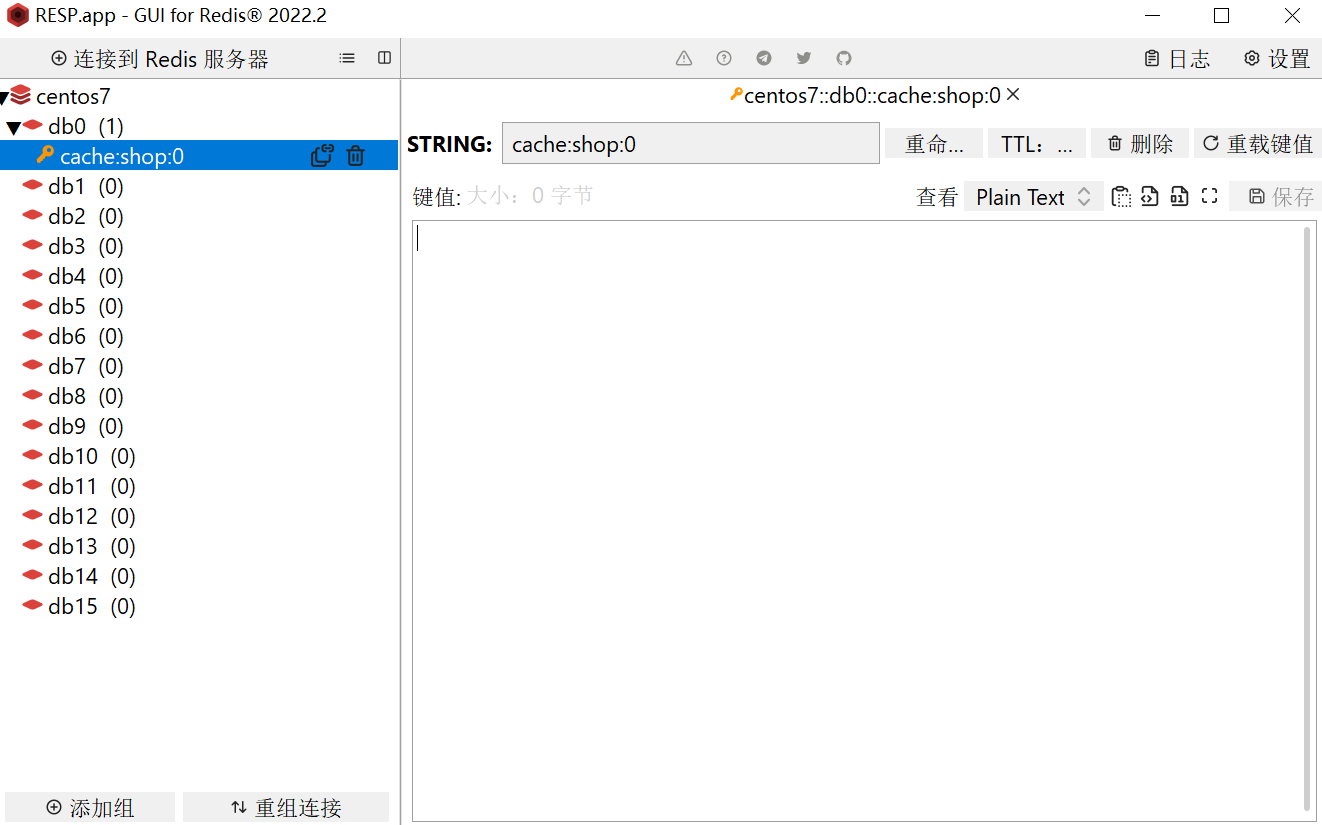 RESP.app - GUI for Redis® 2022.2
连接到 Redis 服务器
日志 设置
centos7
centos7::db0::cache:shop:0
db0 (1)
cache:shop:0
STRING: cache:shop:0 重命... TTL：... 删除 重载键值
键值: 大小：0 字节 查看 Plain Text 保存
db1 (0)
db2 (0)
db3 (0)
db4 (0)
db5 (0)
db6 (0)
db7 (0)
db8 (0)
db9 (0)
db10 (0)
db11 (0)
db12 (0)
db13 (0)
db14 (0)
db15 (0)
添加组 重组连接